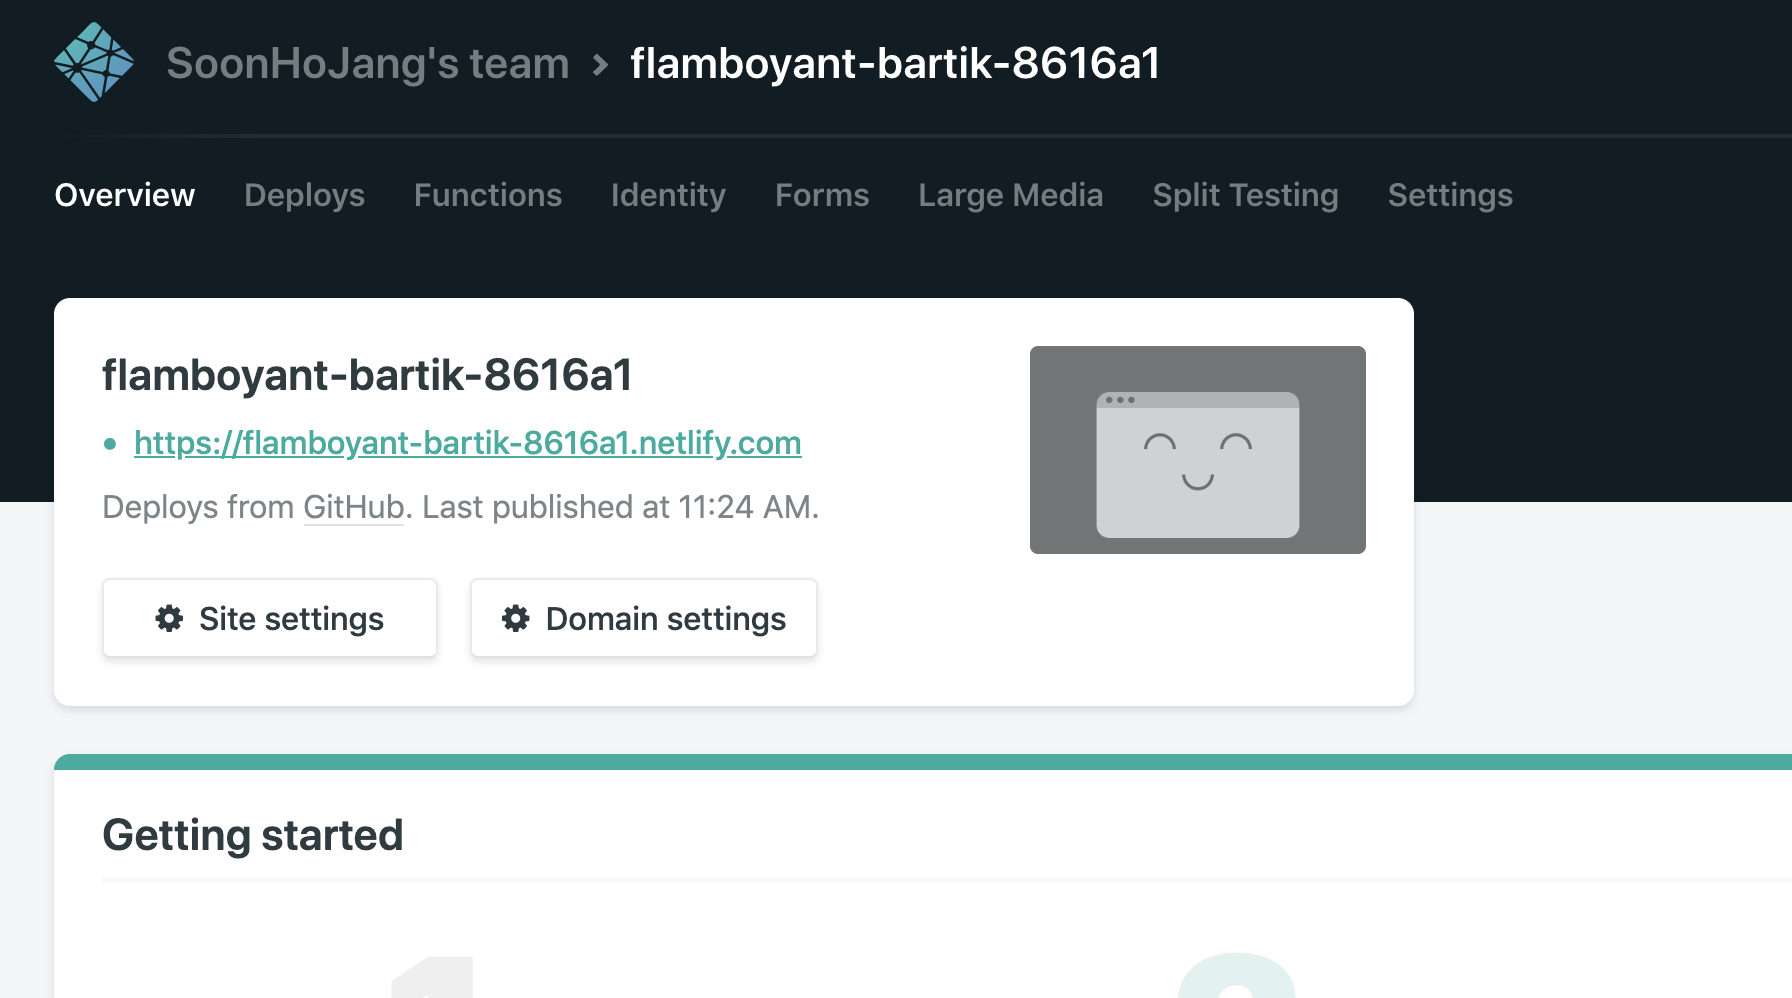 SoonHoJang's team > flamboyant-bartik-8616a1
Overview Deploys Functions Identity Forms Large Media Split Testing Settings
flamboyant-bartik-8616a1
https://flamboyant-bartik-8616a1.netlify.com
Deploys from GitHub. Last published at 11:24 AM.
Site settings Domain settings
Getting started